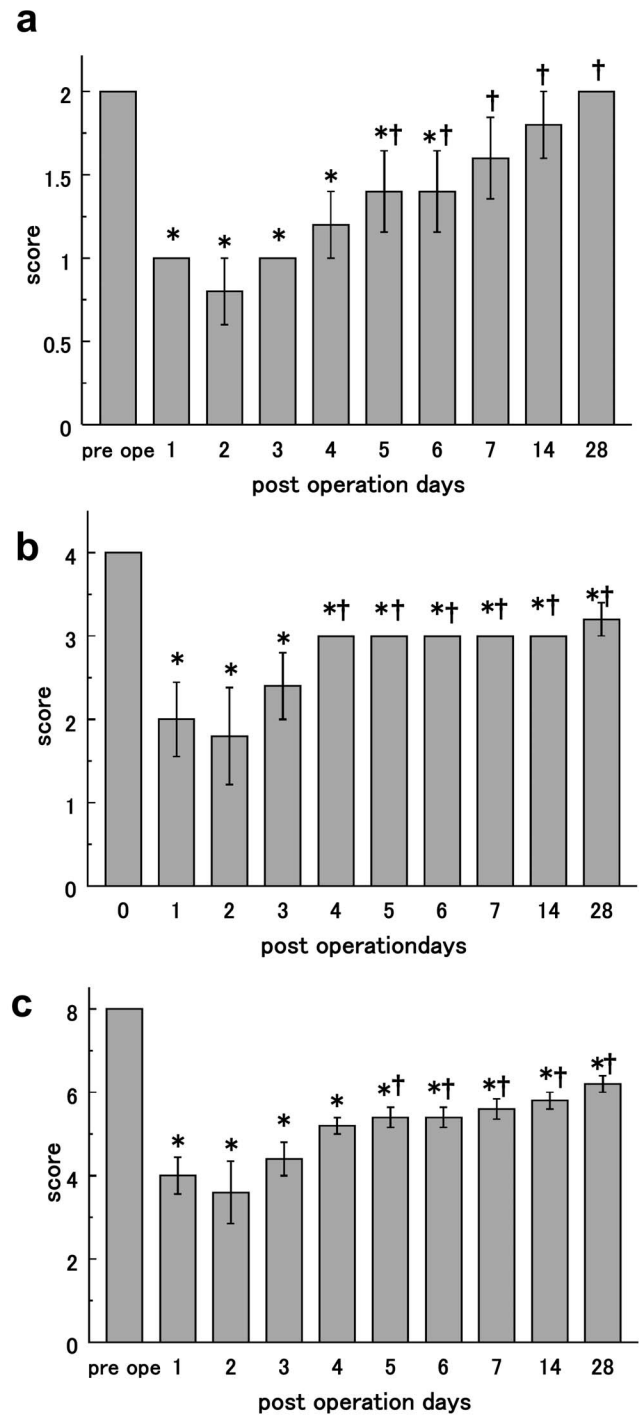 a
2
1.5
1
0.5
0
score
* * * * *† *† † † †
pre ope 1 2 3 4 5 6 7 14 28
post operation days
b
4
3
2
1
0
score
* * * *† *† *† *† *† *†
0 1 2 3 4 5 6 7 14 28
post operationdays
c
8
6
4
2
0
score
* * * * *† *† *† *† *†
pre ope 1 2 3 4 5 6 7 14 28
post operation days